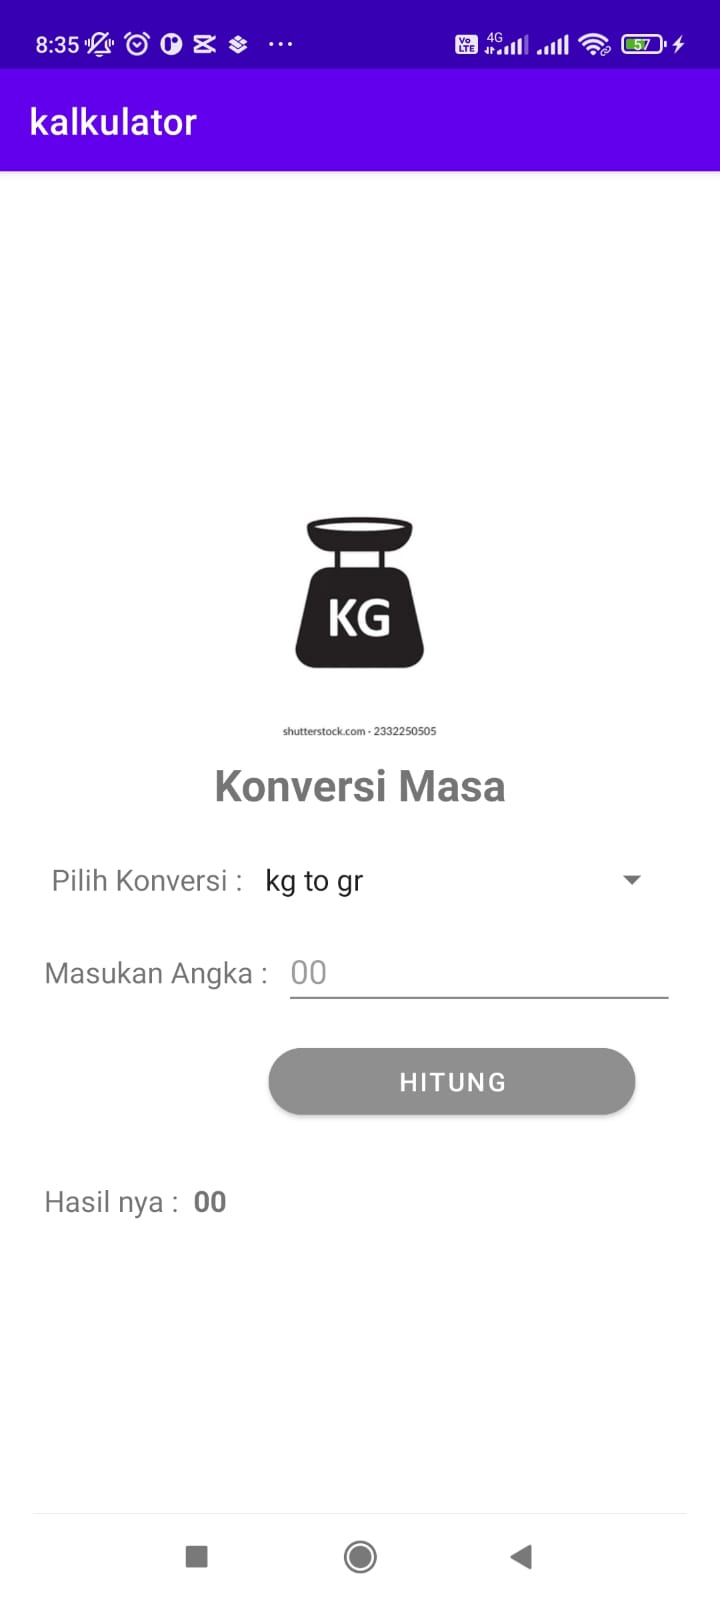 8:35
Vo LTE 4G 57
kalkulator
KG
shutterstock.com · 2332250505
Konversi Masa
Pilih Konversi : kg to gr
Masukan Angka : 00
HITUNG
Hasil nya : 00